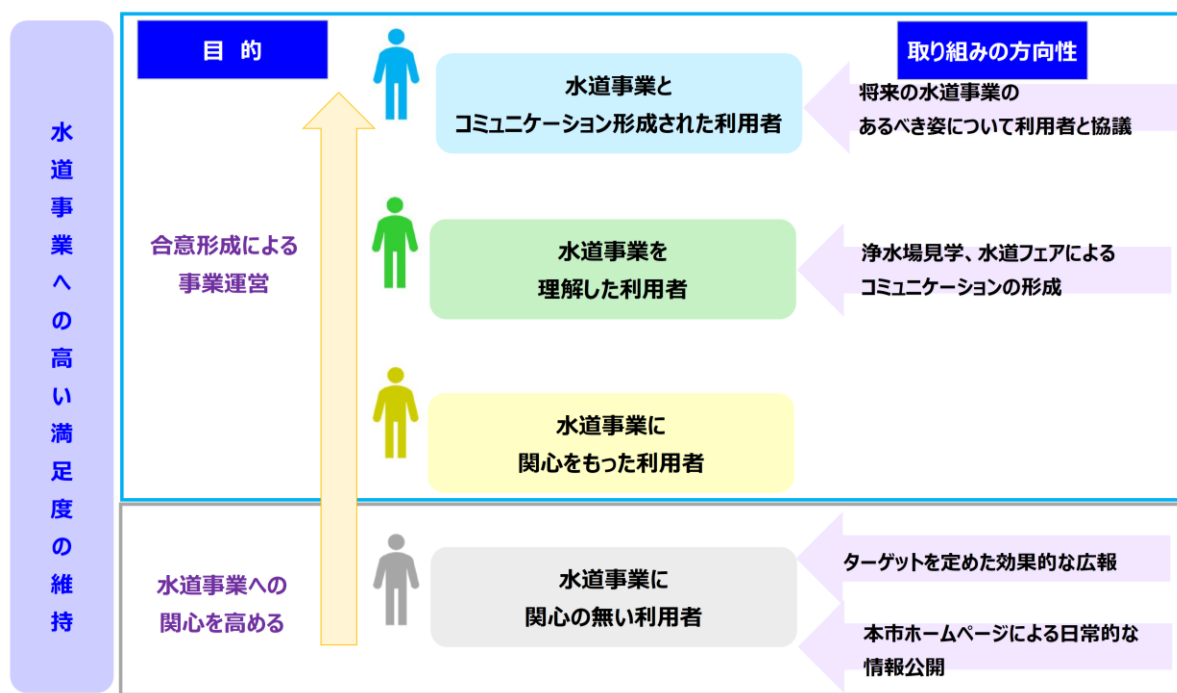 水道事業への高い満足度の維持
目 的
取り組みの方向性
水道事業と
コミュニケーション形成された利用者
将来の水道事業の
あるべき姿について利用者と協議
合意形成による
事業運営
水道事業を
理解した利用者
浄水場見学、水道フェアによる
コミュニケーションの形成
水道事業に
関心をもった利用者
水道事業への
関心を高める
水道事業に
関心の無い利用者
ターゲットを定めた効果的な広報
本市ホームページによる日常的な
情報公開